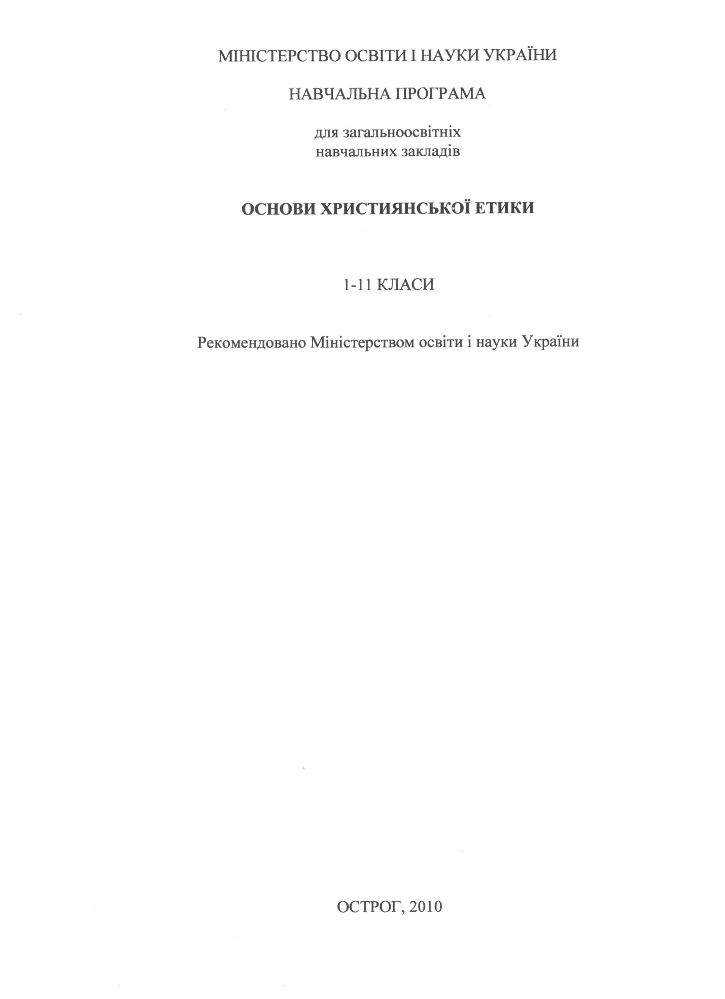 МІНІСТЕРСТВО ОСВІТИ І НАУКИ УКРАЇНИ
НАВЧАЛЬНА ПРОГРАМА
для загальноосвітніх
навчальних закладів
ОСНОВИ ХРИСТИЯНСЬКОЇ ЕТИКИ
1-11 КЛАСИ
Рекомендовано Міністерством освіти і науки України
ОСТРОГ, 2010